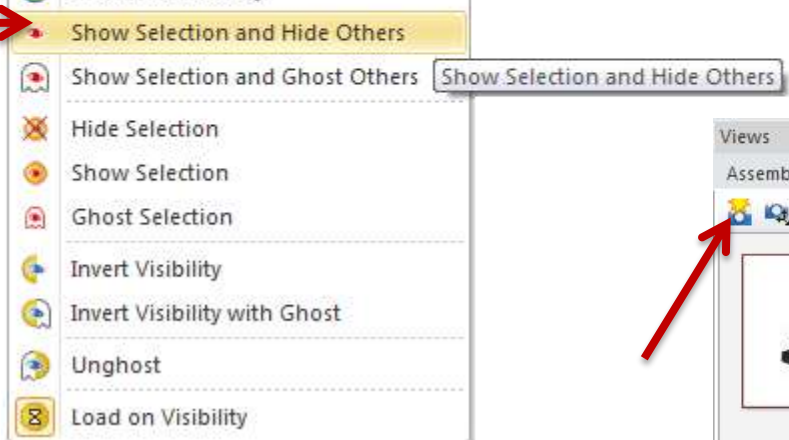 Show Selection and Hide Others
Show Selection and Ghost Others
Show Selection and Hide Others
Hide Selection
Show Selection
Ghost Selection
Invert Visibility
Invert Visibility with Ghost
Unghost
Load on Visibility
Views
Assemb